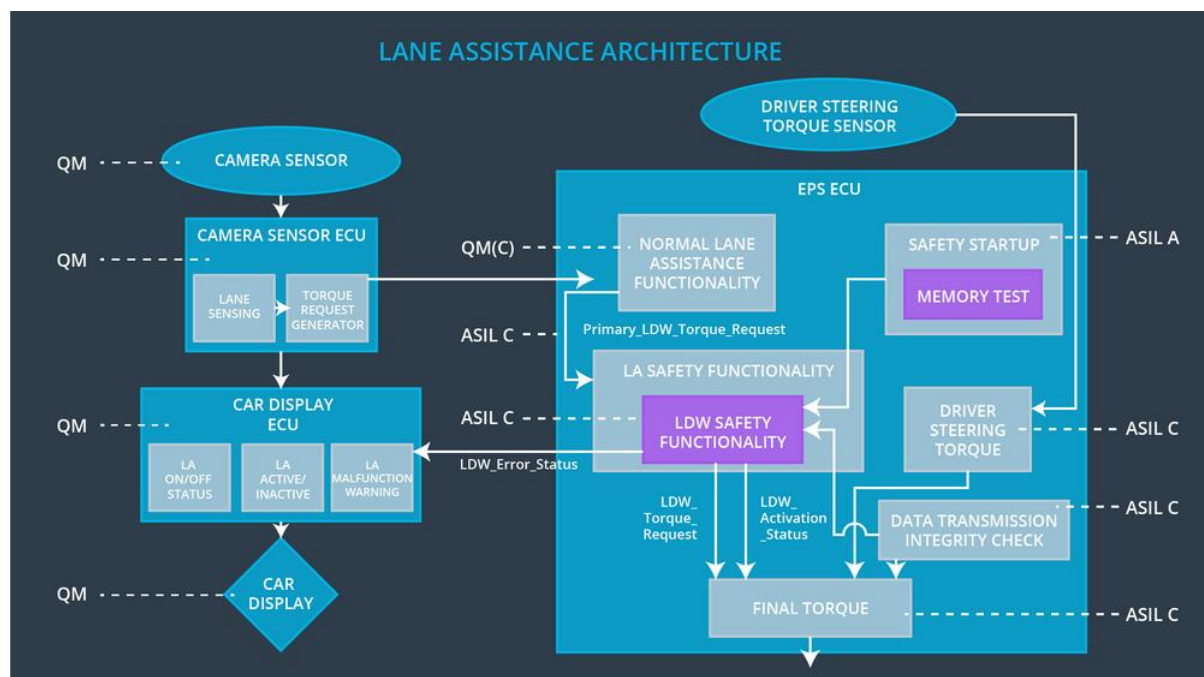 LANE ASSISTANCE ARCHITECTURE
DRIVER STEERING
TORQUE SENSOR
QM
CAMERA SENSOR
EPS ECU
QM
CAMERA SENSOR ECU
LANE
SENSING
TORQUE
REQUEST
GENERATOR
QM(C)
NORMAL LANE
ASSISTANCE
FUNCTIONALITY
SAFETY STARTUP
MEMORY TEST
ASIL A
ASIL C
Primary_LDW_Torque_Request
LA SAFETY FUNCTIONALITY
QM
CAR DISPLAY
ECU
LA
ON/OFF
STATUS
LA
ACTIVE/
INACTIVE
LA
MALFUNCTION
WARNING
ASIL C
LDW SAFETY
FUNCTIONALITY
LDW_Error_Status
DRIVER
STEERING
TORQUE
ASIL C
LDW_
Torque_
Request
LDW_
Activation
_Status
DATA TRANSMISSION
INTEGRITY CHECK
ASIL C
QM
CAR
DISPLAY
FINAL TORQUE
ASIL C